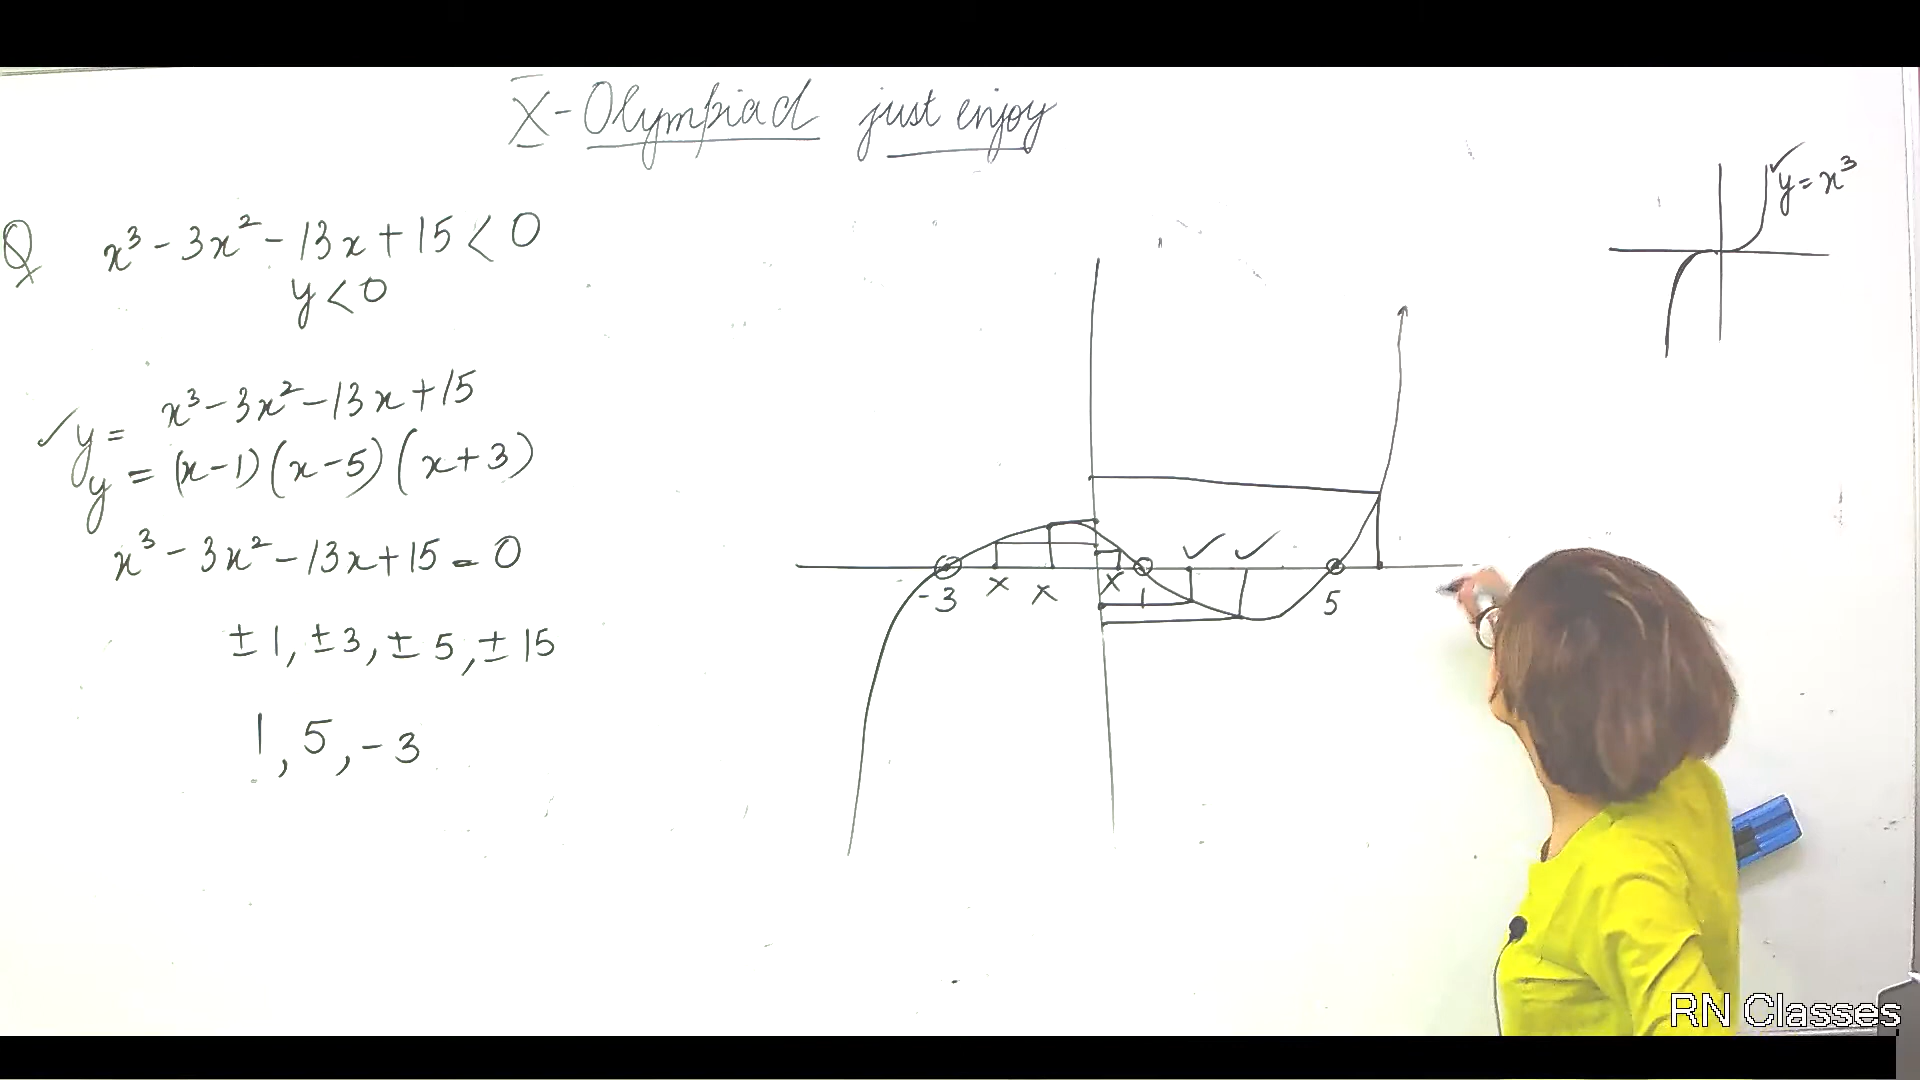 X - Olympiad just enjoy
Q x³ - 3x² - 13x + 15 < 0
y < 0
✓ y = x³ - 3x² - 13x + 15
y = (x-1)(x-5)(x+3)
x³ - 3x² - 13x + 15 = 0
± 1, ± 3, ± 5, ± 15
1, 5, -3
✓ y = x³
✓ ✓
-3 x x x 1 5
RN Classes